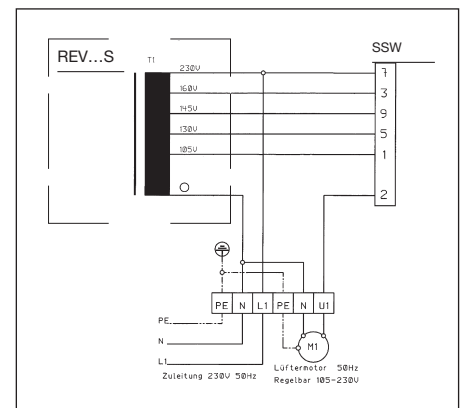 REV...S
T1
SSW
230V
7
160V
3
145V
9
130V
5
105V
1
2
PE N L1 PE N U1
PE
N
M1
L1
Lüftermotor 50Hz
Zuleitung 230V 50Hz
Regelbar 105-230V